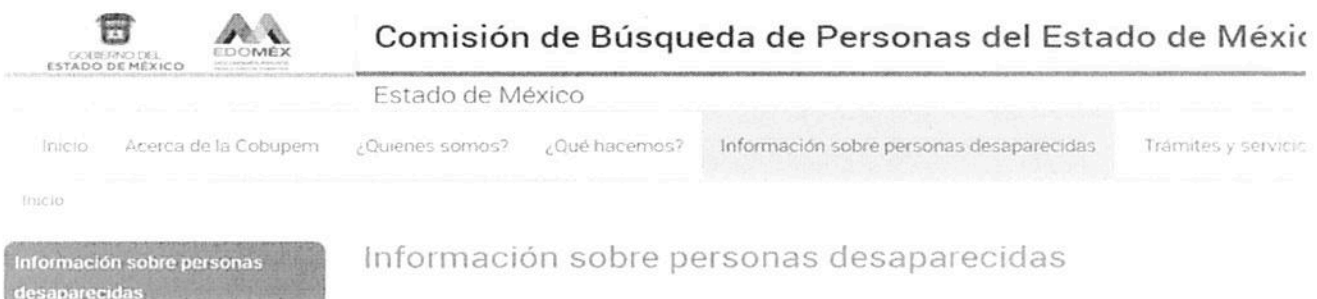 GOBIERNO DEL
ESTADO DE MÉXICO
EDOMÉX
Comisión de Búsqueda de Personas del Estado de Méxic
Estado de México
Inicio Acerca de la Cobupem ¿Quienes somos? ¿Qué hacemos? Información sobre personas desaparecidas Trámites y servicio
Inicio
Información sobre personas
desaparecidas
Información sobre personas desaparecidas